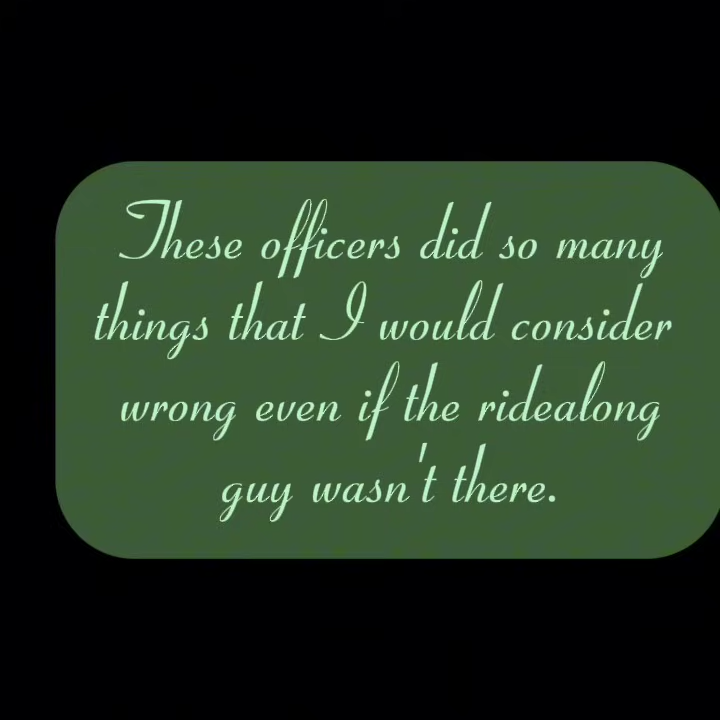 These officers did so many
things that I would consider
wrong even if the ridealong
guy wasn't there.